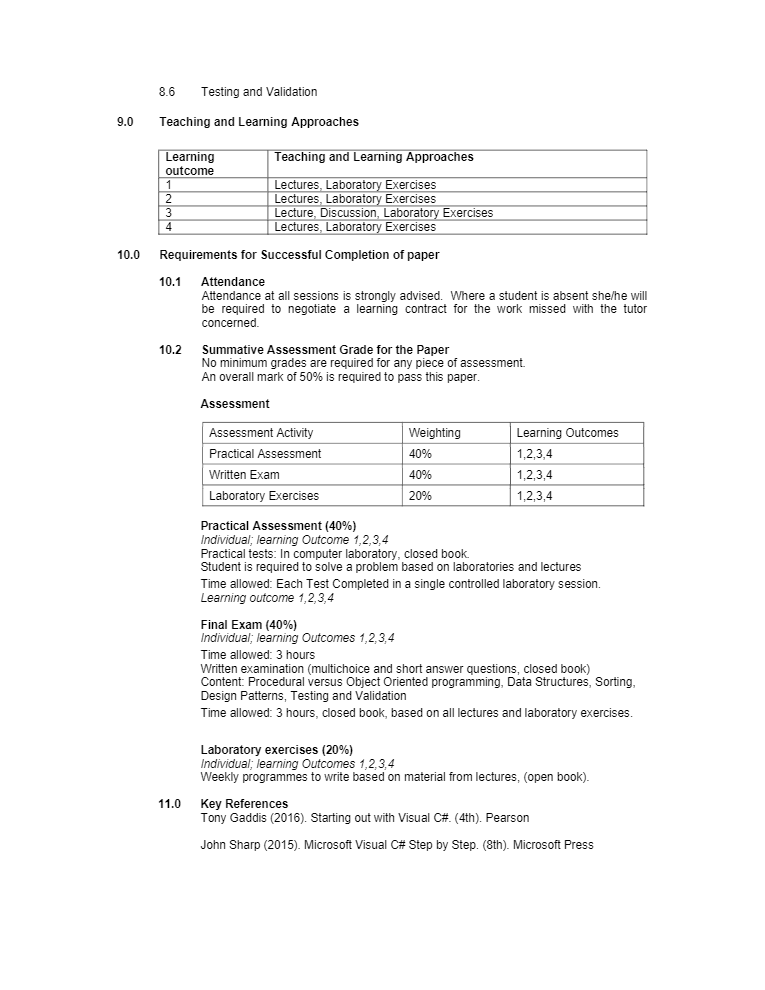 8.6 Testing and Validation
9.0 Teaching and Learning Approaches
Learning outcome Teaching and Learning Approaches
1 Lectures, Laboratory Exercises
2 Lectures, Laboratory Exercises
3 Lecture, Discussion, Laboratory Exercises
4 Lectures, Laboratory Exercises
10.0 Requirements for Successful Completion of paper
10.1 Attendance
Attendance at all sessions is strongly advised. Where a student is absent she/he will
be required to negotiate a learning contract for the work missed with the tutor
concerned.
10.2 Summative Assessment Grade for the Paper
No minimum grades are required for any piece of assessment.
An overall mark of 50% is required to pass this paper.
Assessment
Assessment Activity Weighting Learning Outcomes
Practical Assessment 40% 1,2,3,4
Written Exam 40% 1,2,3,4
Laboratory Exercises 20% 1,2,3,4
Practical Assessment (40%)
Individual; learning Outcome 1,2,3,4
Practical tests: In computer laboratory, closed book.
Student is required to solve a problem based on laboratories and lectures
Time allowed: Each Test Completed in a single controlled laboratory session.
Learning outcome 1,2,3,4
Final Exam (40%)
Individual; learning Outcomes 1,2,3,4
Time allowed: 3 hours
Written examination (multichoice and short answer questions, closed book)
Content: Procedural versus Object Oriented programming, Data Structures, Sorting,
Design Patterns, Testing and Validation
Time allowed: 3 hours, closed book, based on all lectures and laboratory exercises.
Laboratory exercises (20%)
Individual; learning Outcomes 1,2,3,4
Weekly programmes to write based on material from lectures, (open book).
11.0 Key References
Tony Gaddis (2016). Starting out with Visual C#. (4th). Pearson
John Sharp (2015). Microsoft Visual C# Step by Step. (8th). Microsoft Press